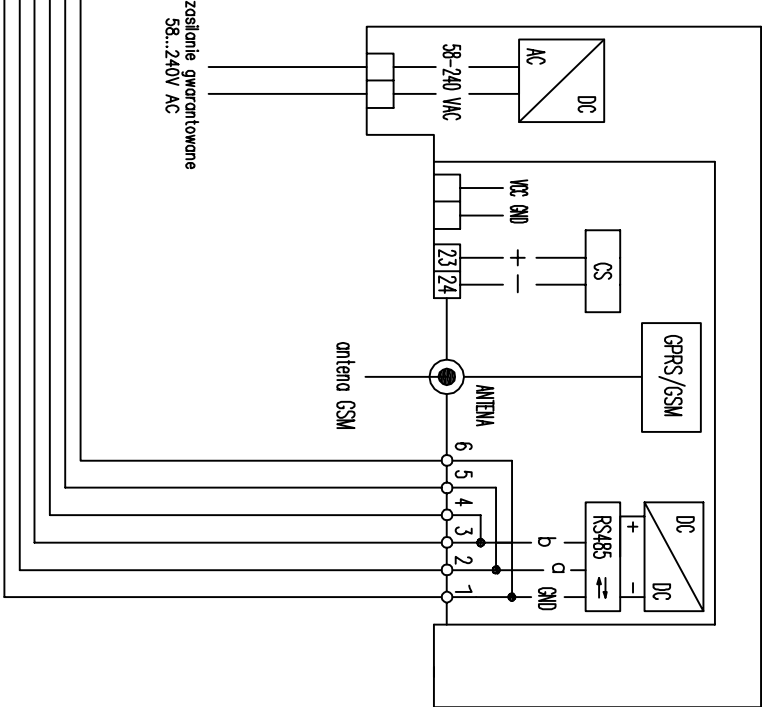 zasilanie gwarantowane
58...240V AC
58-240 VAC
AC
DC
VCC GND
23 24
+
-
CS
antena GSM
ANTENA
GPRS/GSM
6
5
4
3
2
1
b
a
GND
RS485
+
-
DC
DC